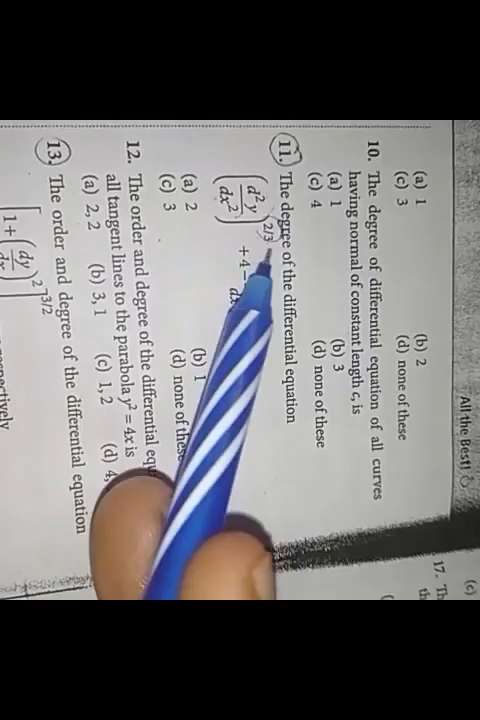 All the Best!
(a) 1 (b) 2
(c) 3 (d) none of these
10. The degree of differential equation of all curves
having normal of constant length c, is
(a) 1 (b) 3
(c) 4 (d) none of these
11. The degree of the differential equation
(d²y/dx²)^2/3 + 4 −
(a) 2 (b) 1
(c) 3 (d) none of these
12. The order and degree of the differential
all tangent lines to the parabola y² = 4x is
(a) 2, 2 (b) 3, 1 (c) 1, 2 (d) 4,
13. The order and degree of the differential equation
[1 + (dy/dx)²]^3/2
respectively
17.
(c)